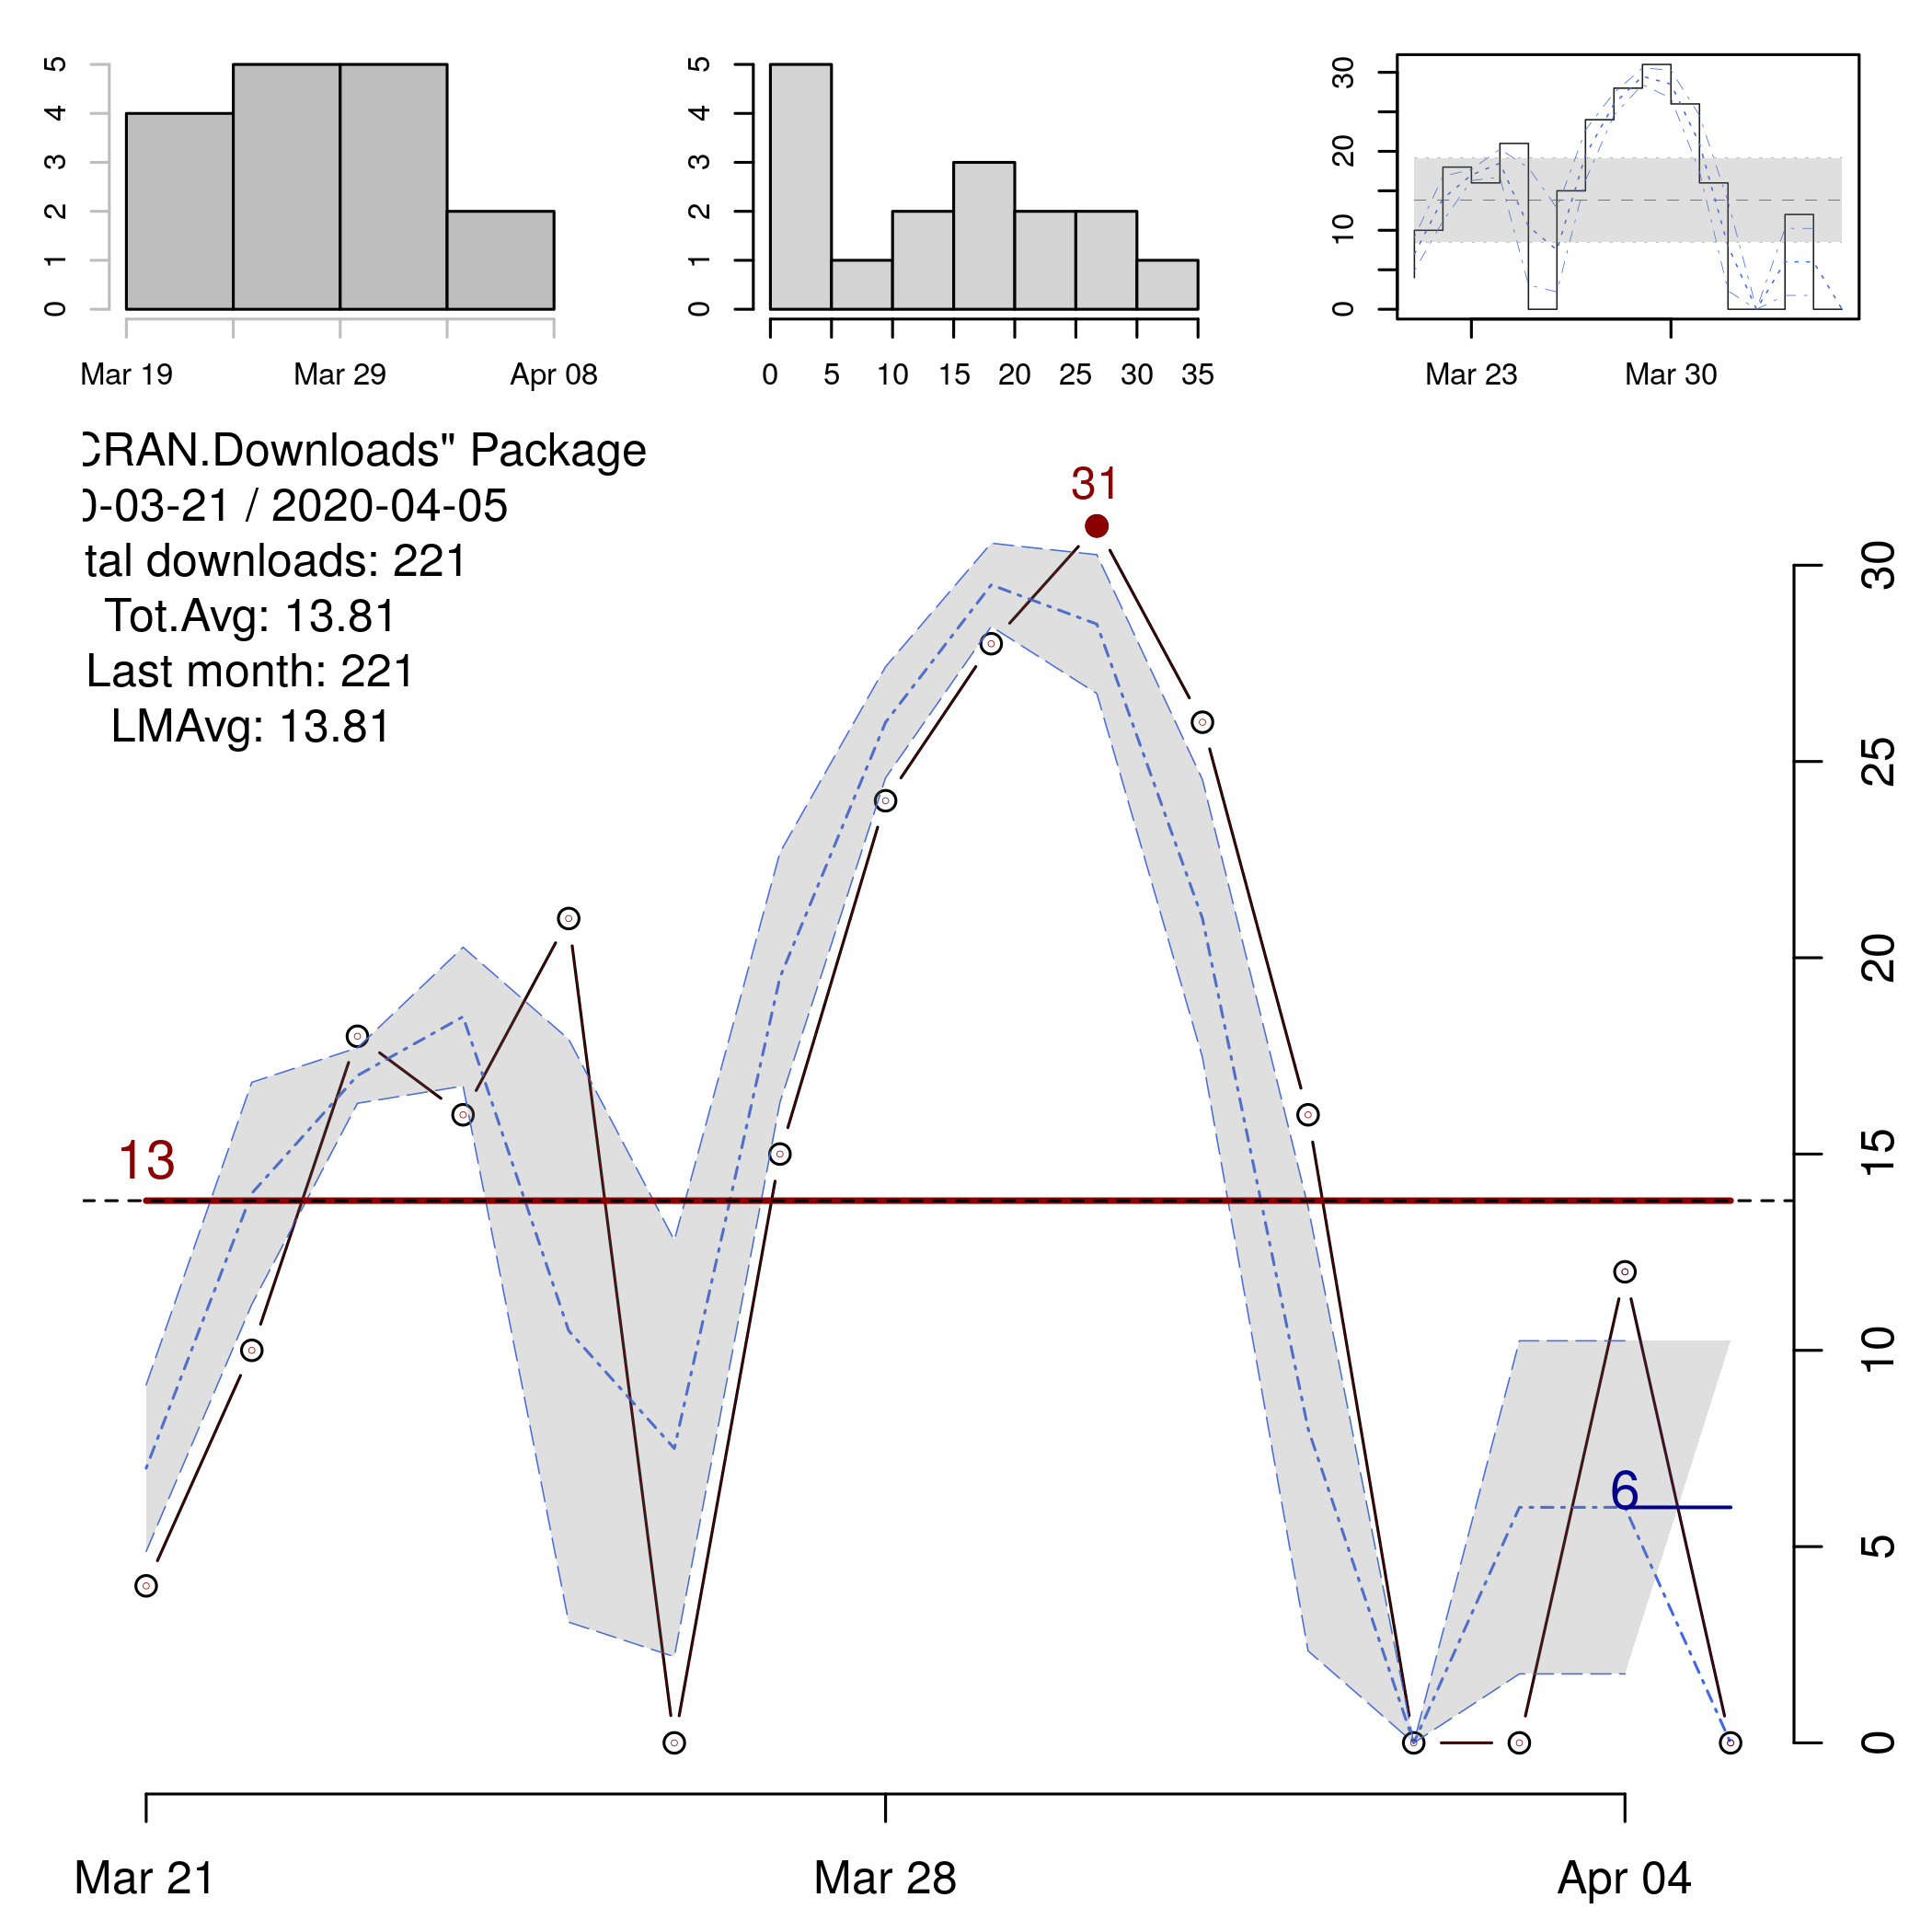 5
4
3
2
1
0
Mar 19 Mar 29 Apr 08
5
4
3
2
1
0
0 5 10 15 20 25 30 35
30
20
10
0
Mar 23 Mar 30
CRAN.Downloads" Package
0-03-21 / 2020-04-05
tal downloads: 221
Tot.Avg: 13.81
Last month: 221
LMAvg: 13.81
31
13
6
30
25
20
15
10
5
0
Mar 21 Mar 28 Apr 04